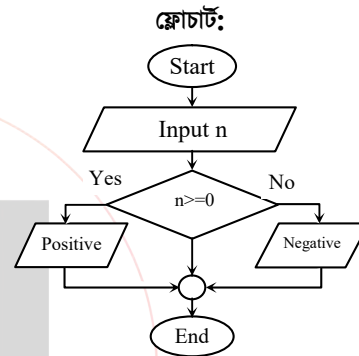 ফ্লোচার্ট:
Start
Input n
Yes
No
n>=0
Positive
Negative
End